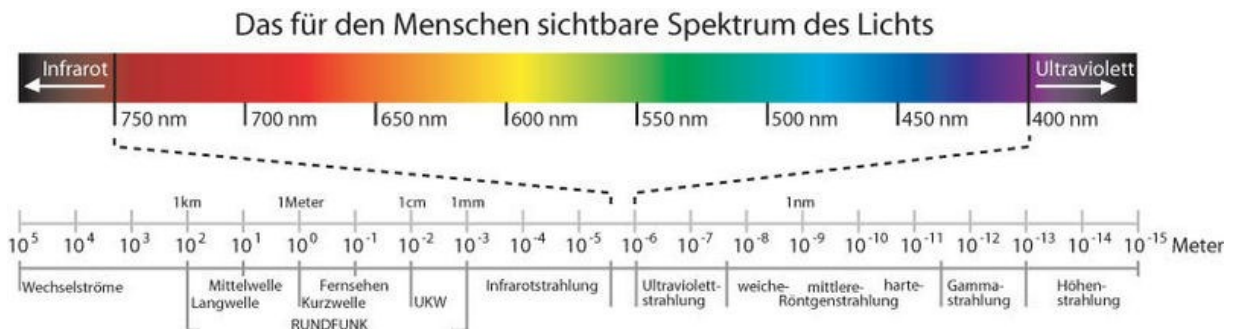 Das für den Menschen sichtbare Spektrum des Lichts
Infrarot Ultraviolett
750 nm 700 nm 650 nm 600 nm 550 nm 500 nm 450 nm 400 nm
1km 1Meter 1cm 1mm 1nm
10⁵ 10⁴ 10³ 10² 10¹ 10⁰ 10⁻¹ 10⁻² 10⁻³ 10⁻⁴ 10⁻⁵ 10⁻⁶ 10⁻⁷ 10⁻⁸ 10⁻⁹ 10⁻¹⁰ 10⁻¹¹ 10⁻¹² 10⁻¹³ 10⁻¹⁴ 10⁻¹⁵ Meter
Wechselströme Mittelwelle Fernsehen Infrarotstrahlung Ultraviolett- weiche- mittlere- harte- Gamma- Höhen-
Langwelle Kurzwelle UKW strahlung Röntgenstrahlung strahlung strahlung
RUNDFUNK